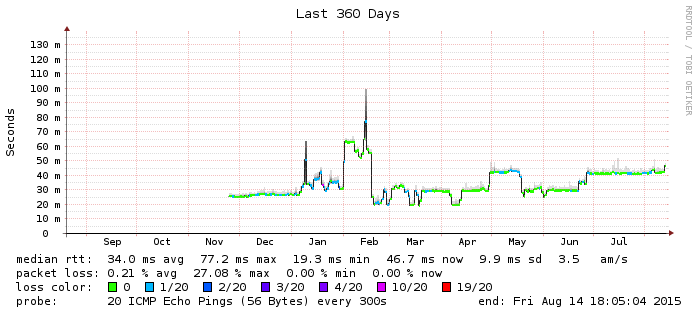 Last 360 Days
RRDTOOL / TOBI OETIKER
Seconds
130 m
120 m
110 m
100 m
90 m
80 m
70 m
60 m
50 m
40 m
30 m
20 m
10 m
0
Sep Oct Nov Dec Jan Feb Mar Apr May Jun Jul
median rtt: 34.0 ms avg 77.2 ms max 19.3 ms min 46.7 ms now 9.9 ms sd 3.5 am/s
packet loss: 0.21 % avg 27.08 % max 0.00 % min 0.00 % now
loss color: 0 1/20 2/20 3/20 4/20 10/20 19/20
probe: 20 ICMP Echo Pings (56 Bytes) every 300s end: Fri Aug 14 18:05:04 2015